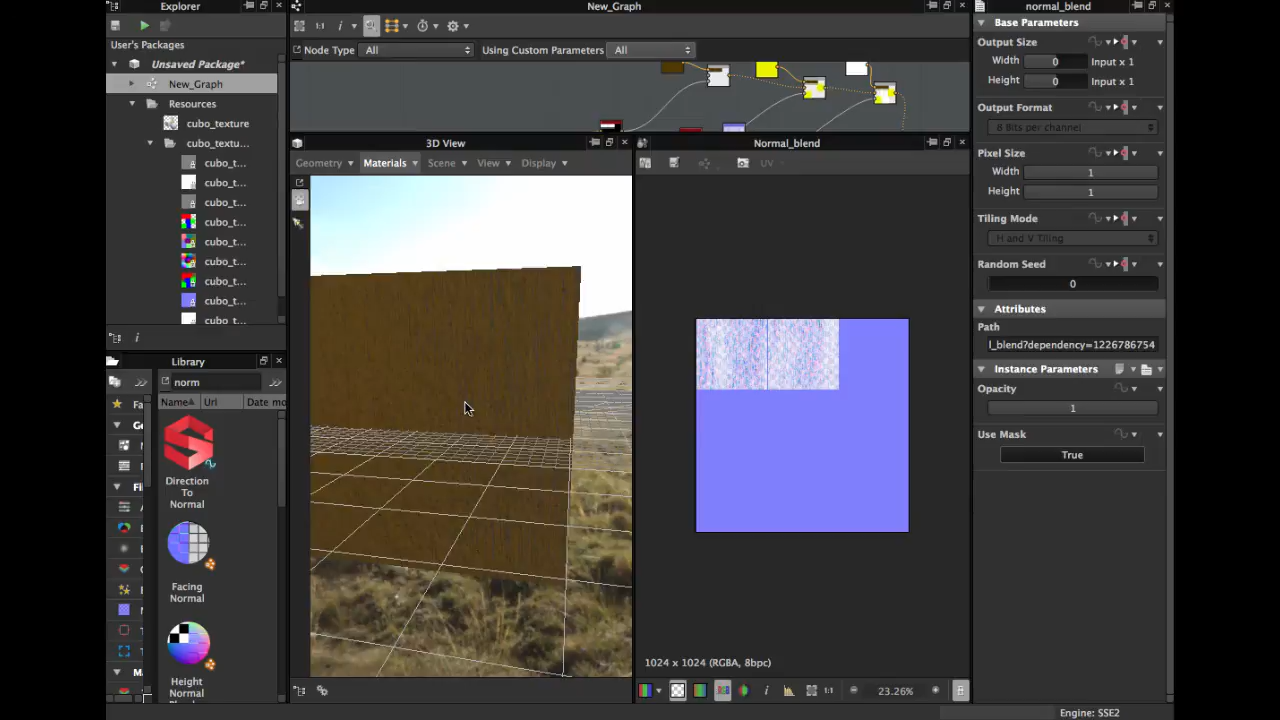 Explorer
User's Packages
Unsaved Package*
New_Graph
Resources
cubo_texture
cubo_textu...
cubo_t...
cubo_t...
cubo_t...
cubo_t...
cubo_t...
cubo_t...
cubo_t...
cubo_t...
cubo_t...
Library
norm
Name
Url
Date mo
Direction To Normal
Facing Normal
Height Normal
New_Graph
1:1
Node Type
All
Using Custom Parameters
All
3D View
Geometry
Materials
Scene
View
Display
Normal_blend
UV
1024 x 1024 (RGBA, 8bpc)
1:1
23.26%
normal_blend
Base Parameters
Output Size
Width
0
Input x 1
Height
0
Input x 1
Output Format
8 Bits per channel
Pixel Size
Width
1
Height
1
Tiling Mode
H and V Tiling
Random Seed
0
Attributes
Path
l_blend?dependency=1226786754
Instance Parameters
Opacity
1
Use Mask
True
Engine: SSE2